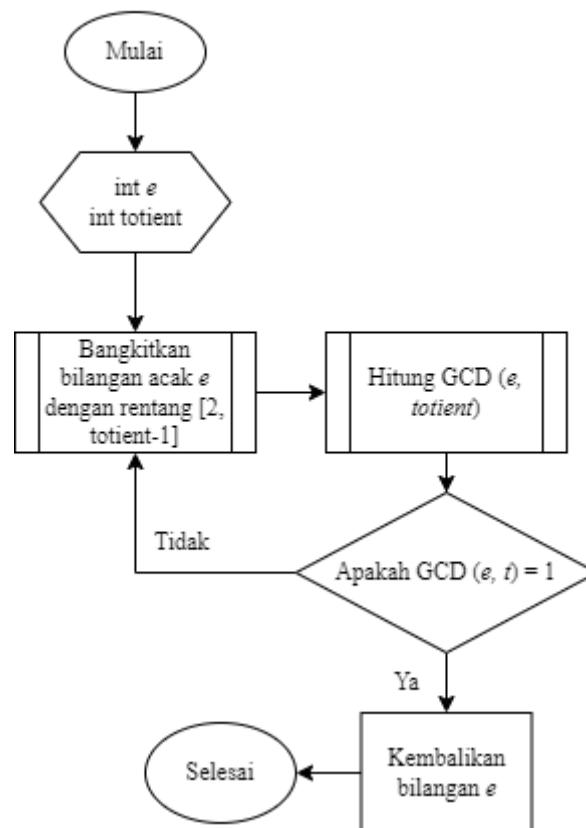 Mulai
int e
int totient
Bangkitkan
bilangan acak e
dengan rentang [2,
totient-1]
Hitung GCD (e,
totient)
Tidak
Apakah GCD (e, t) = 1
Ya
Kembalikan
bilangan e
Selesai